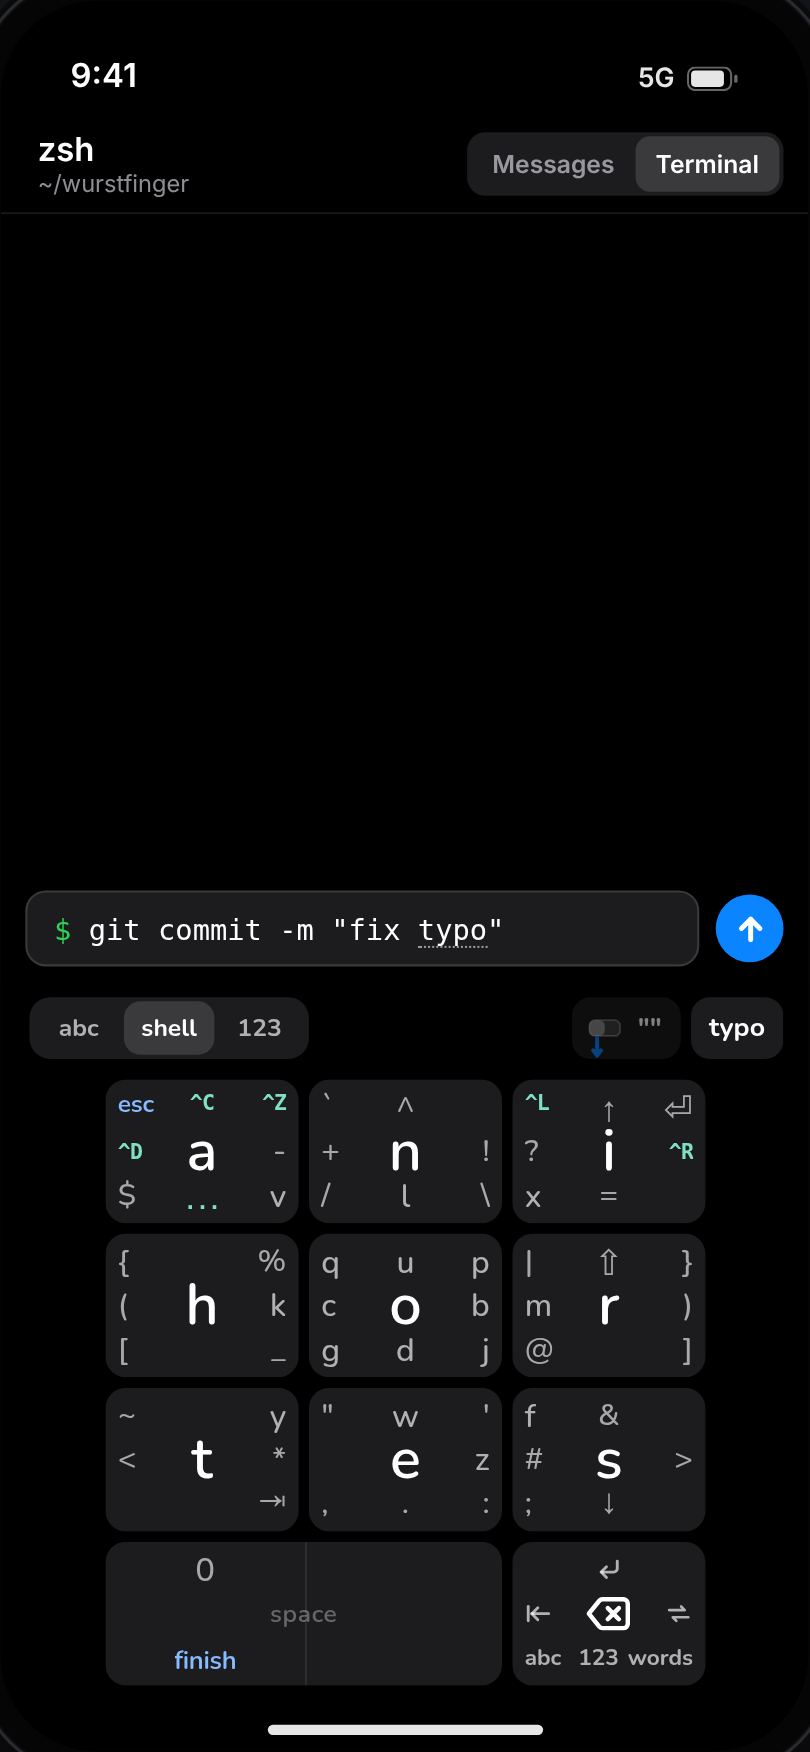 9:41 5G
zsh
~/wurstfinger
Messages Terminal
$ git commit -m "fix typo"
abc shell 123 "" typo
esc ^C ^Z ` ^ ^L ↑ ⏎
^D a - + n ! ? i ^R
$ ... v / l \ x =
{ % q u p | ⇧ }
( h k c o b m r )
[ _ g d j @ ]
~ y " w ' f &
< t * e z # s >
⇥ , . : ; ↓
0 ↵
space ⇤ ⌫ ⇌
finish abc 123 words